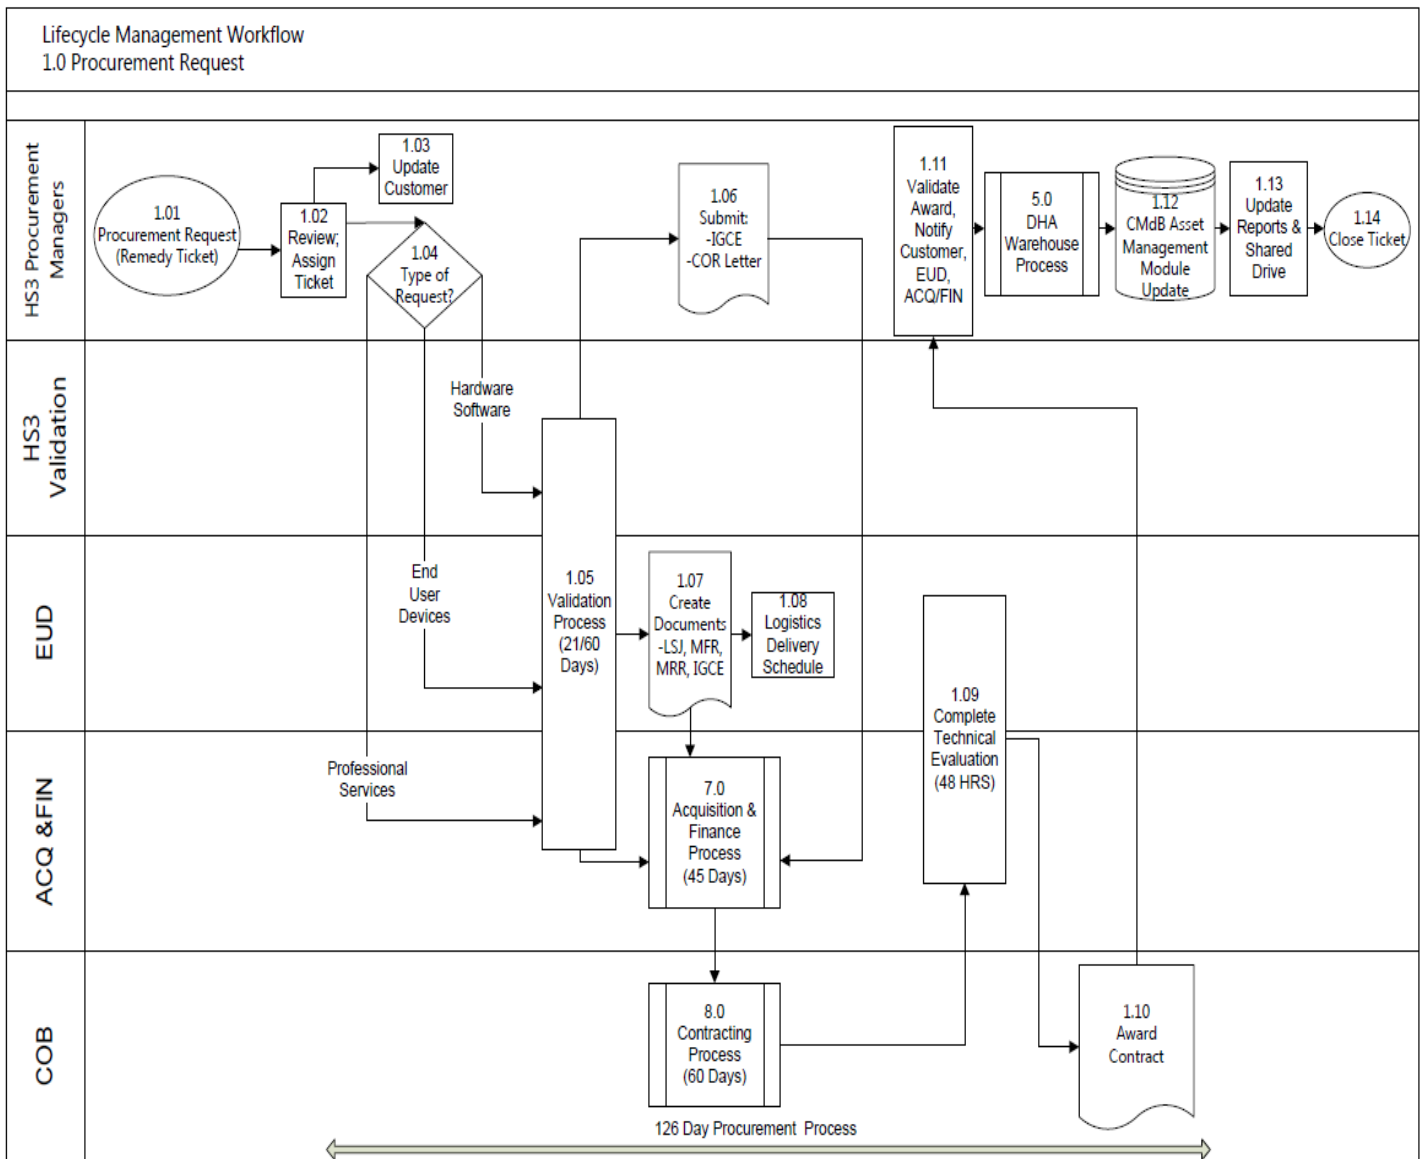 Lifecycle Management Workflow
1.0 Procurement Request
HS3 Procurement
Managers
1.01
Procurement Request
(Remedy Ticket)
1.02
Review;
Assign
Ticket
1.03
Update
Customer
1.04
Type of
Request?
1.06
Submit:
-IGCE
-COR Letter
1.11
Validate
Award,
Notify
Customer,
EUD,
ACQ/FIN
5.0
DHA
Warehouse
Process
1.12
CMdB Asset
Management
Module
Update
1.13
Update
Reports &
Shared
Drive
1.14
Close Ticket
HS3
Validation
Hardware
Software
EUD
End
User
Devices
1.05
Validation
Process
(21/60
Days)
1.07
Create
Documents
-LSJ, MFR,
MRR, IGCE
1.08
Logistics
Delivery
Schedule
1.09
Complete
Technical
Evaluation
(48 HRS)
ACQ &FIN
Professional
Services
7.0
Acquisition &
Finance
Process
(45 Days)
COB
8.0
Contracting
Process
(60 Days)
1.10
Award
Contract
126 Day Procurement Process